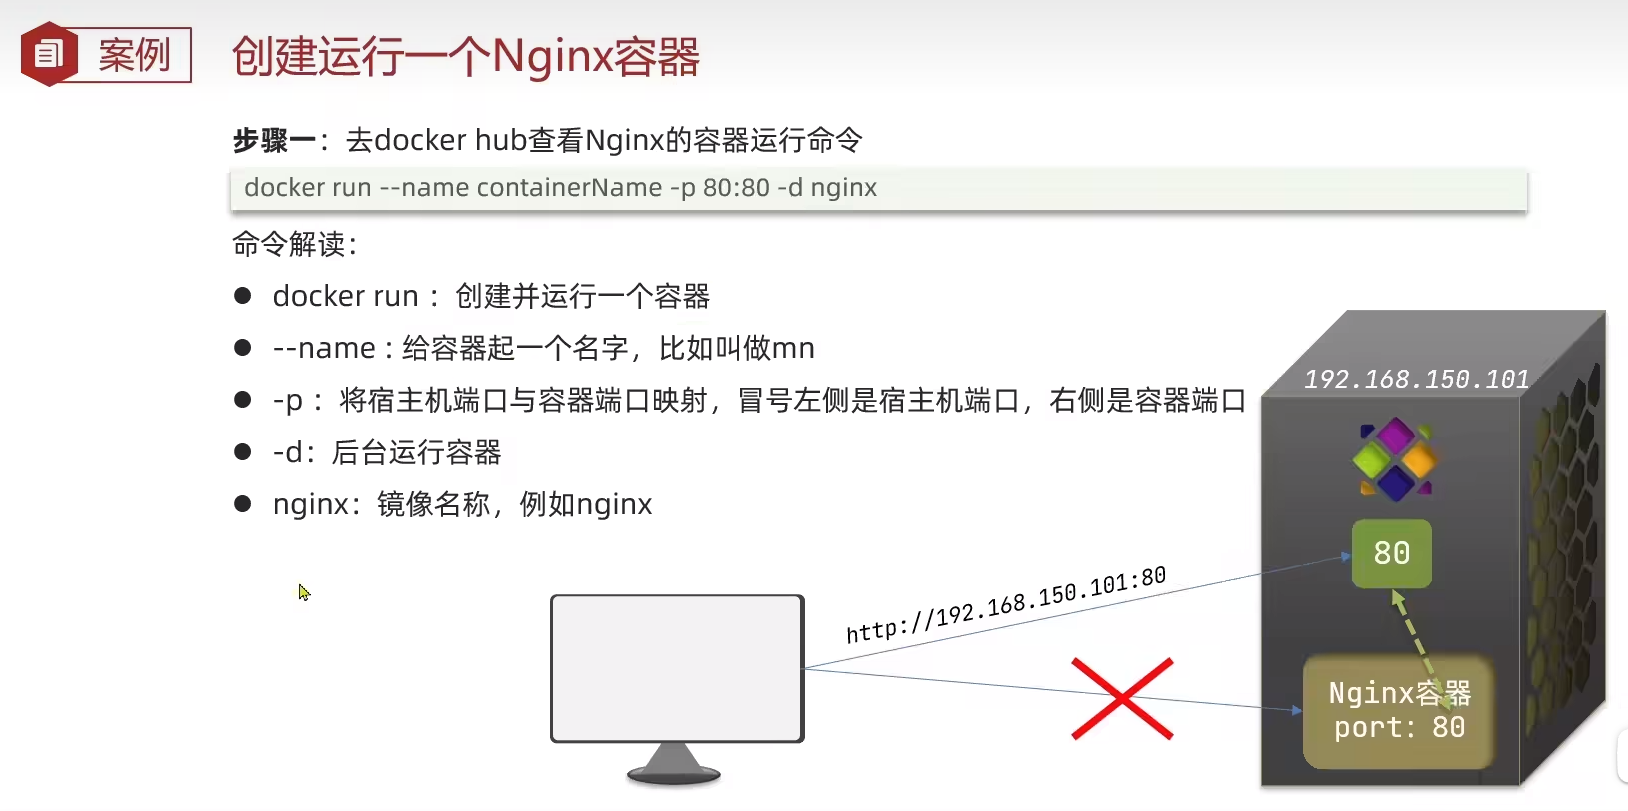 案例
创建运行一个Nginx容器
步骤一：去docker hub查看Nginx的容器运行命令
docker run --name containerName -p 80:80 -d nginx
命令解读：
● docker run ：创建并运行一个容器
● --name : 给容器起一个名字，比如叫做mn
● -p ：将宿主机端口与容器端口映射，冒号左侧是宿主机端口，右侧是容器端口
● -d：后台运行容器
● nginx：镜像名称，例如nginx
192.168.150.101
80
http://192.168.150.101:80
Nginx容器
port: 80